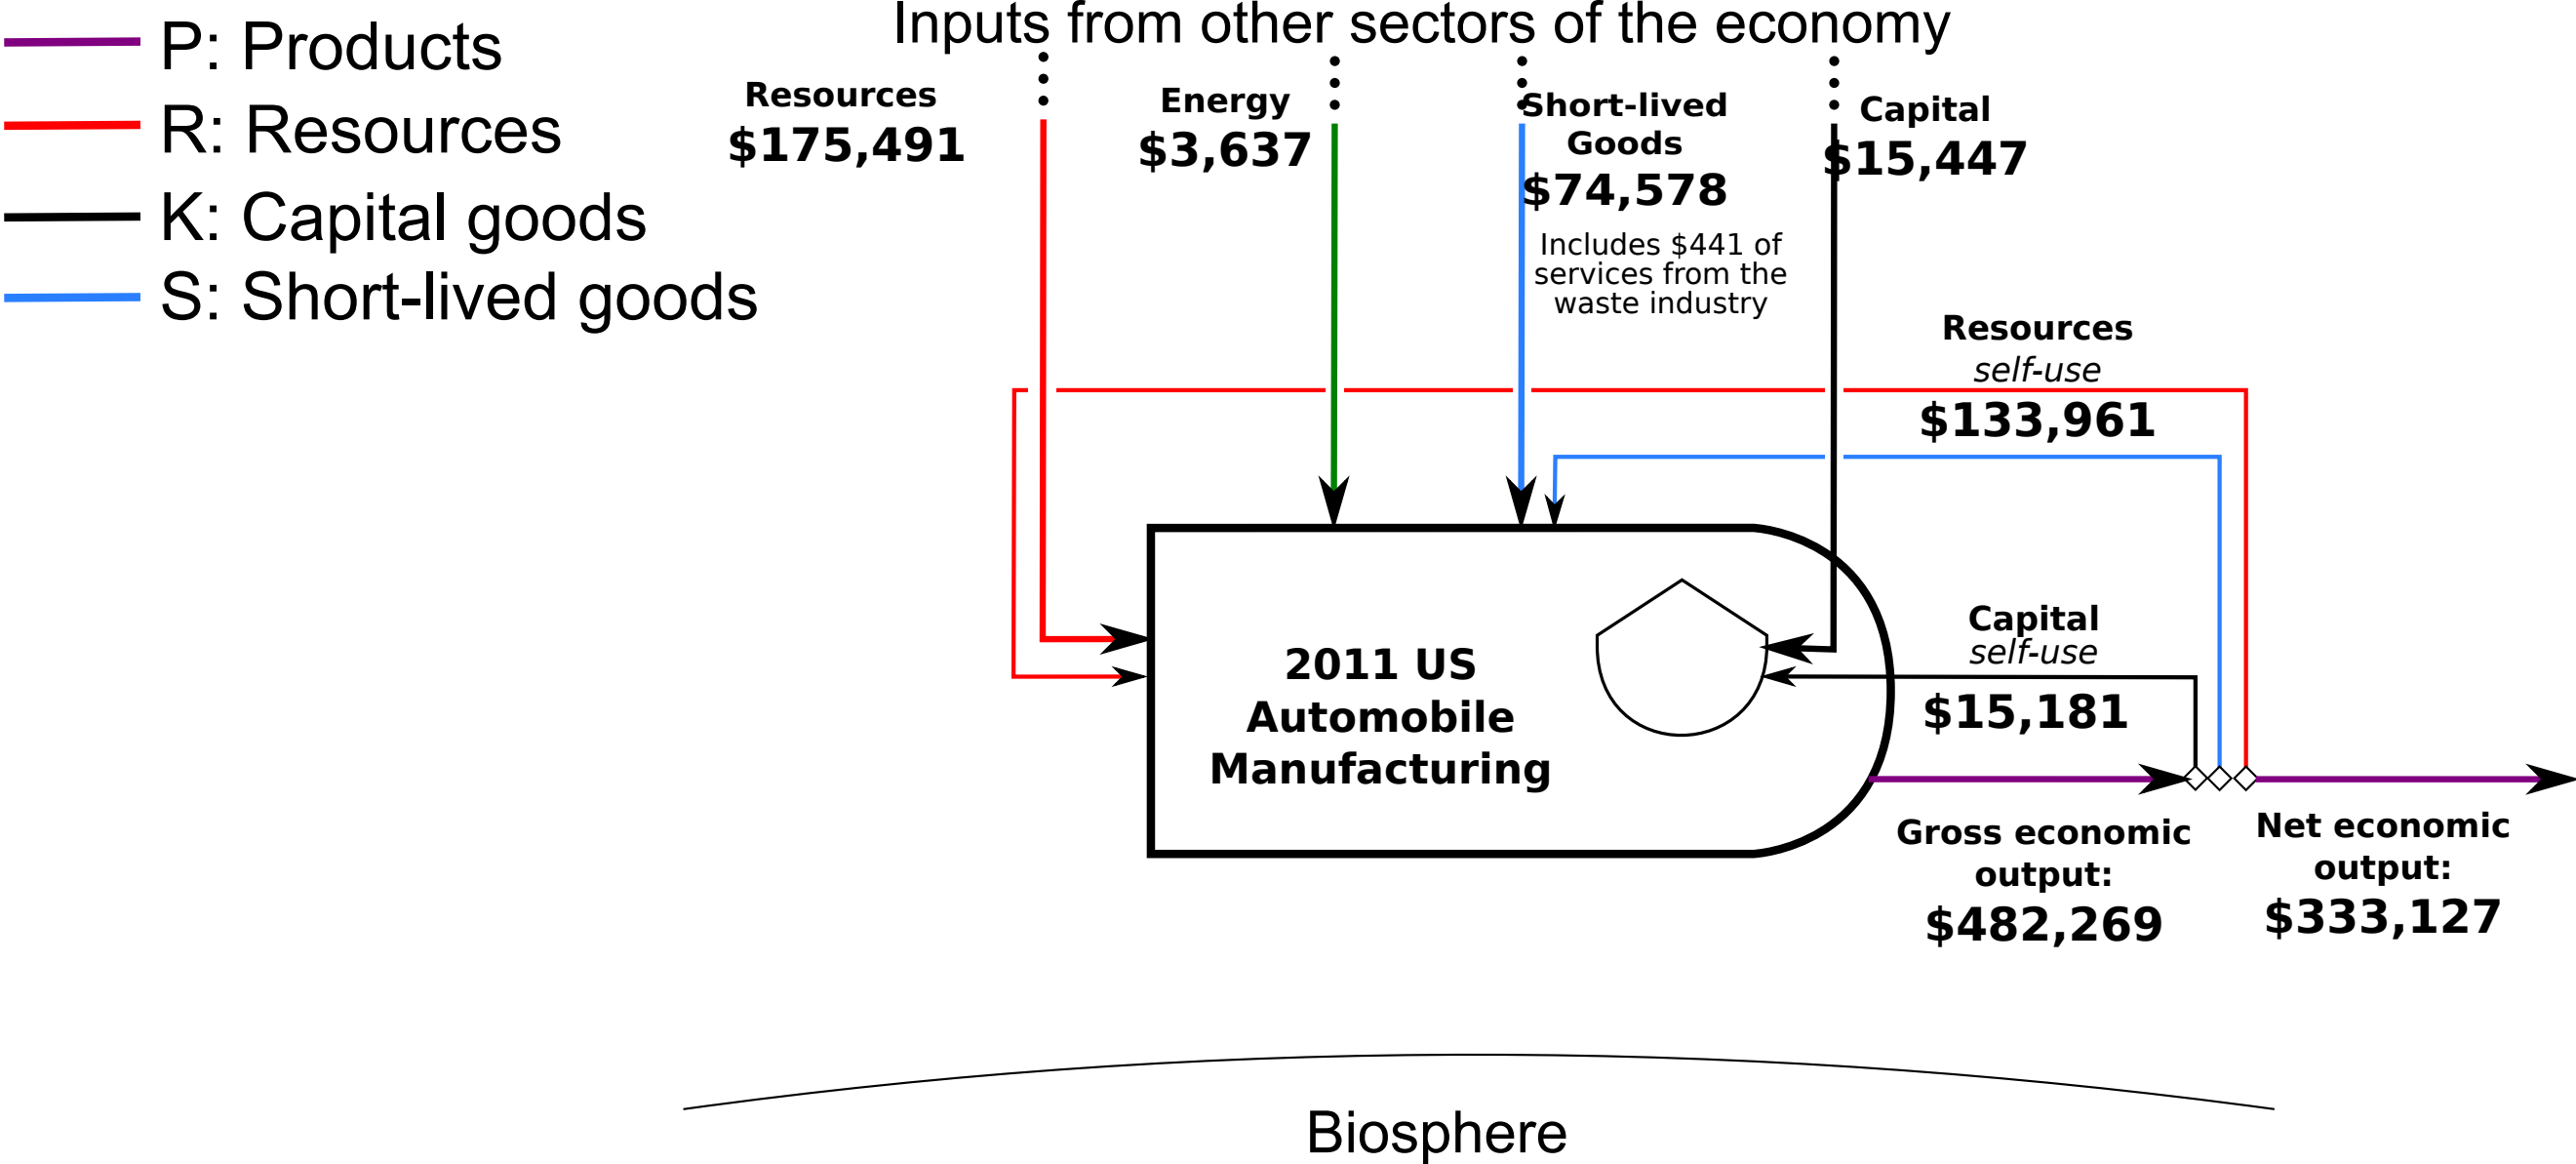 Inputs from other sectors of the economy
P: Products
R: Resources
K: Capital goods
S: Short-lived goods
Resources
$175,491
Energy
$3,637
Short-lived
Goods
$74,578
Includes $441 of
services from the
waste industry
Capital
$15,447
Resources
self-use
$133,961
Capital
self-use
$15,181
2011 US
Automobile
Manufacturing
Gross economic
output:
$482,269
Net economic
output:
$333,127
Biosphere